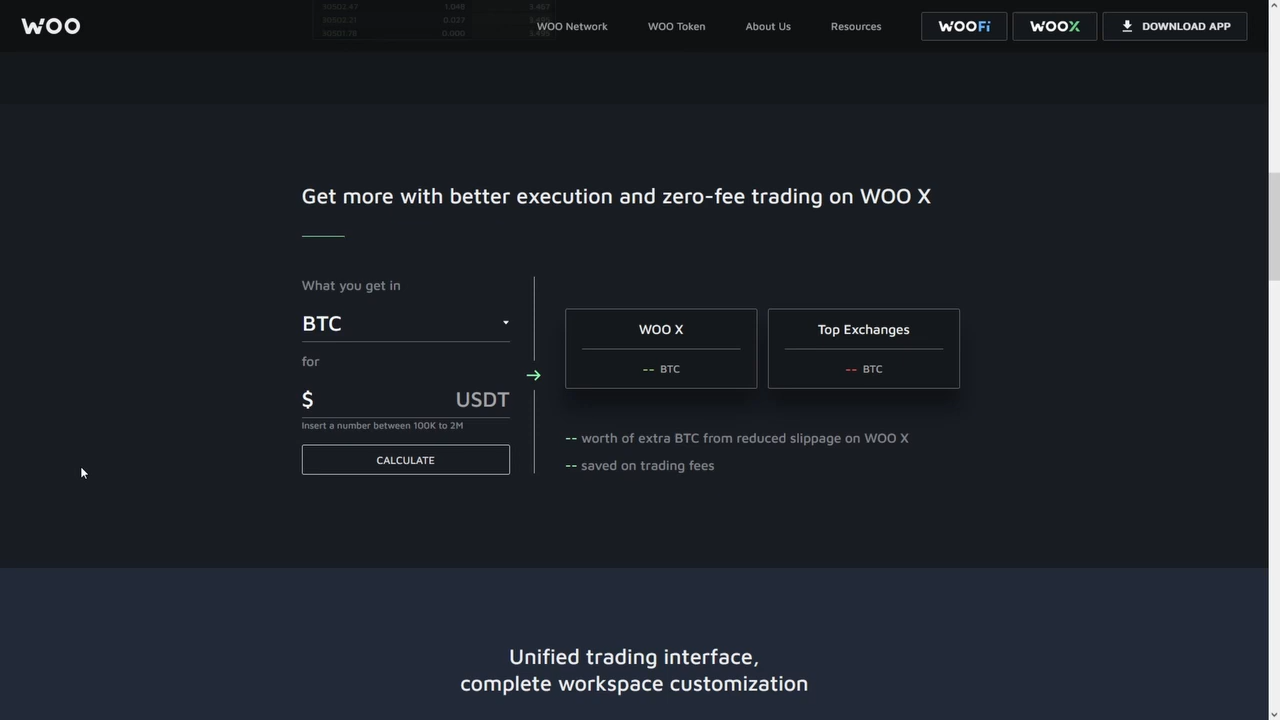 WOO
WOO Network
WOO Token
About Us
Resources
WOOFi
WOOX
DOWNLOAD APP
Get more with better execution and zero-fee trading on WOO X
What you get in
BTC
for
$ USDT
Insert a number between 100K to 2M
CALCULATE
WOO X
-- BTC
Top Exchanges
-- BTC
-- worth of extra BTC from reduced slippage on WOO X
-- saved on trading fees
Unified trading interface,
complete workspace customization